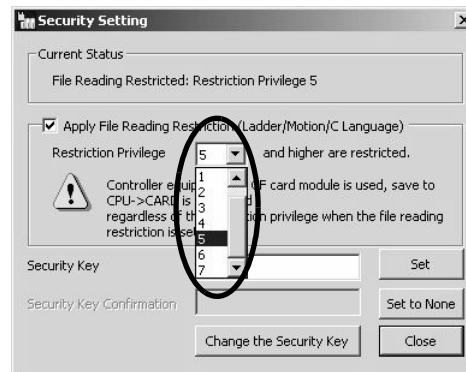 Security Setting
Current Status
File Reading Restricted: Restriction Privilege 5
Apply File Reading Restriction (Ladder/Motion/C Language)
Restriction Privilege 5 and higher are restricted.
1
2
3
4
5
6
7
Controller equip CF card module is used, save to
CPU->CARD is d
regardless of th on privilege when the file reading
restriction is se
Security Key
Set
Security Key Confirmation
Set to None
Change the Security Key
Close